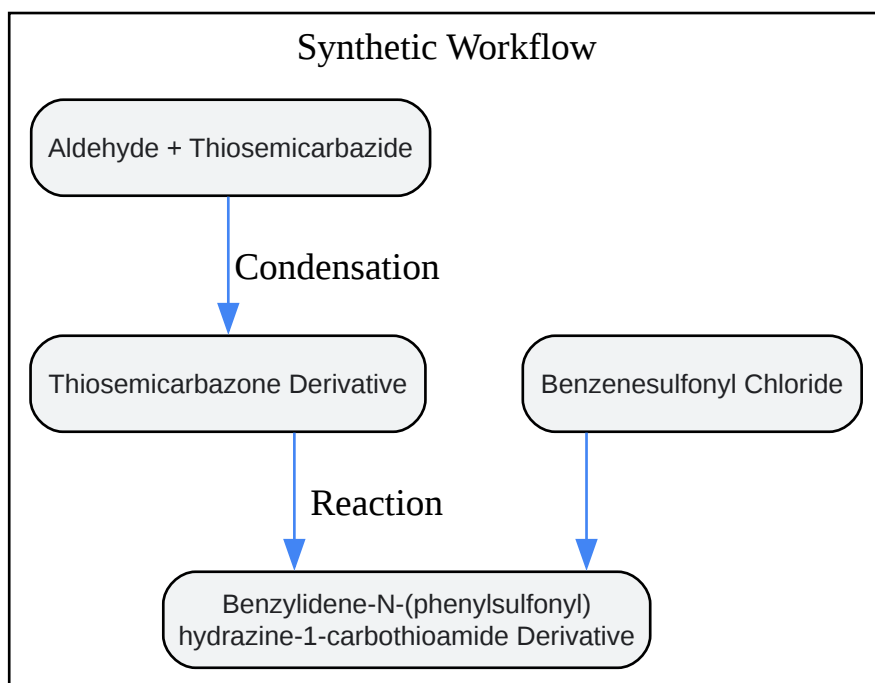 Synthetic Workflow
Aldehyde + Thiosemicarbazide
Condensation
Thiosemicarbazone Derivative
Benzenesulfonyl Chloride
Reaction
Benzylidene-N-(phenylsulfonyl)
hydrazine-1-carbothioamide Derivative